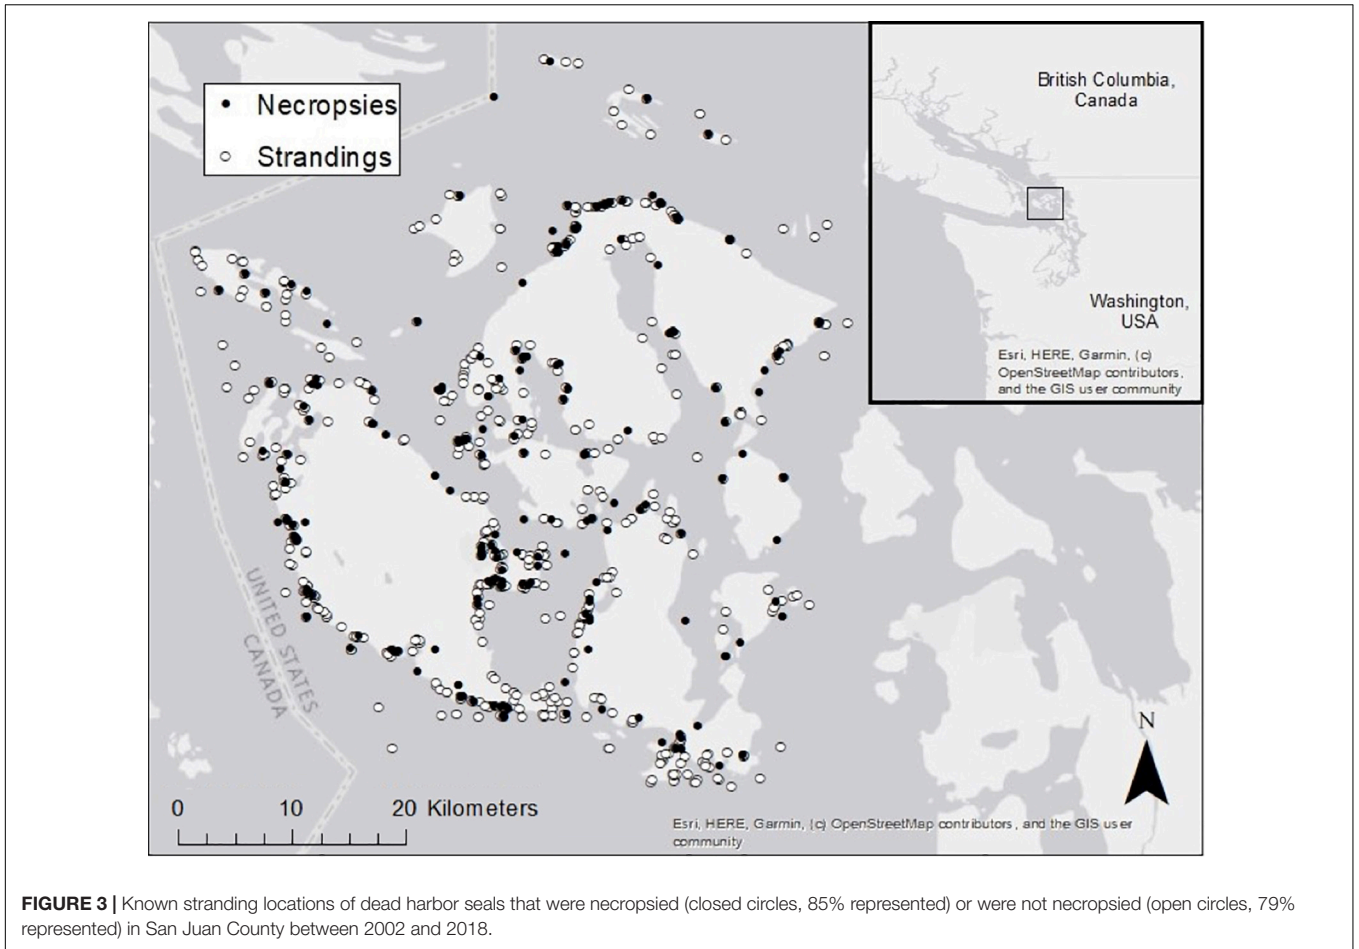 Necropsies
Strandings
British Columbia,
Canada
Washington,
USA
Esri, HERE, Garmin, (c)
OpenStreetMap contributors,
and the GIS user community
UNITED STATES
CANADA
N
0 10 20 Kilometers
Esri, HERE, Garmin, (c) OpenStreetMap contributors, and the GIS user
community
FIGURE 3 | Known stranding locations of dead harbor seals that were necropsied (closed circles, 85% represented) or were not necropsied (open circles, 79%
represented) in San Juan County between 2002 and 2018.